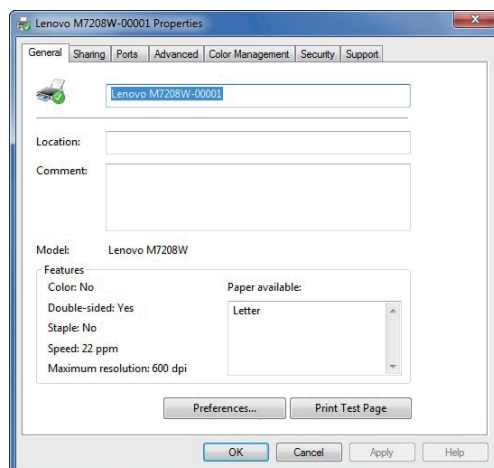 Lenovo M7208W-00001 Properties
General Sharing Ports Advanced Color Management Security Support
Lenovo M7208W-00001
Location:
Comment:
Model: Lenovo M7208W
Features
Color: No Paper available:
Double-sided: Yes Letter
Staple: No
Speed: 22 ppm
Maximum resolution: 600 dpi
Preferences... Print Test Page
OK Cancel Apply Help